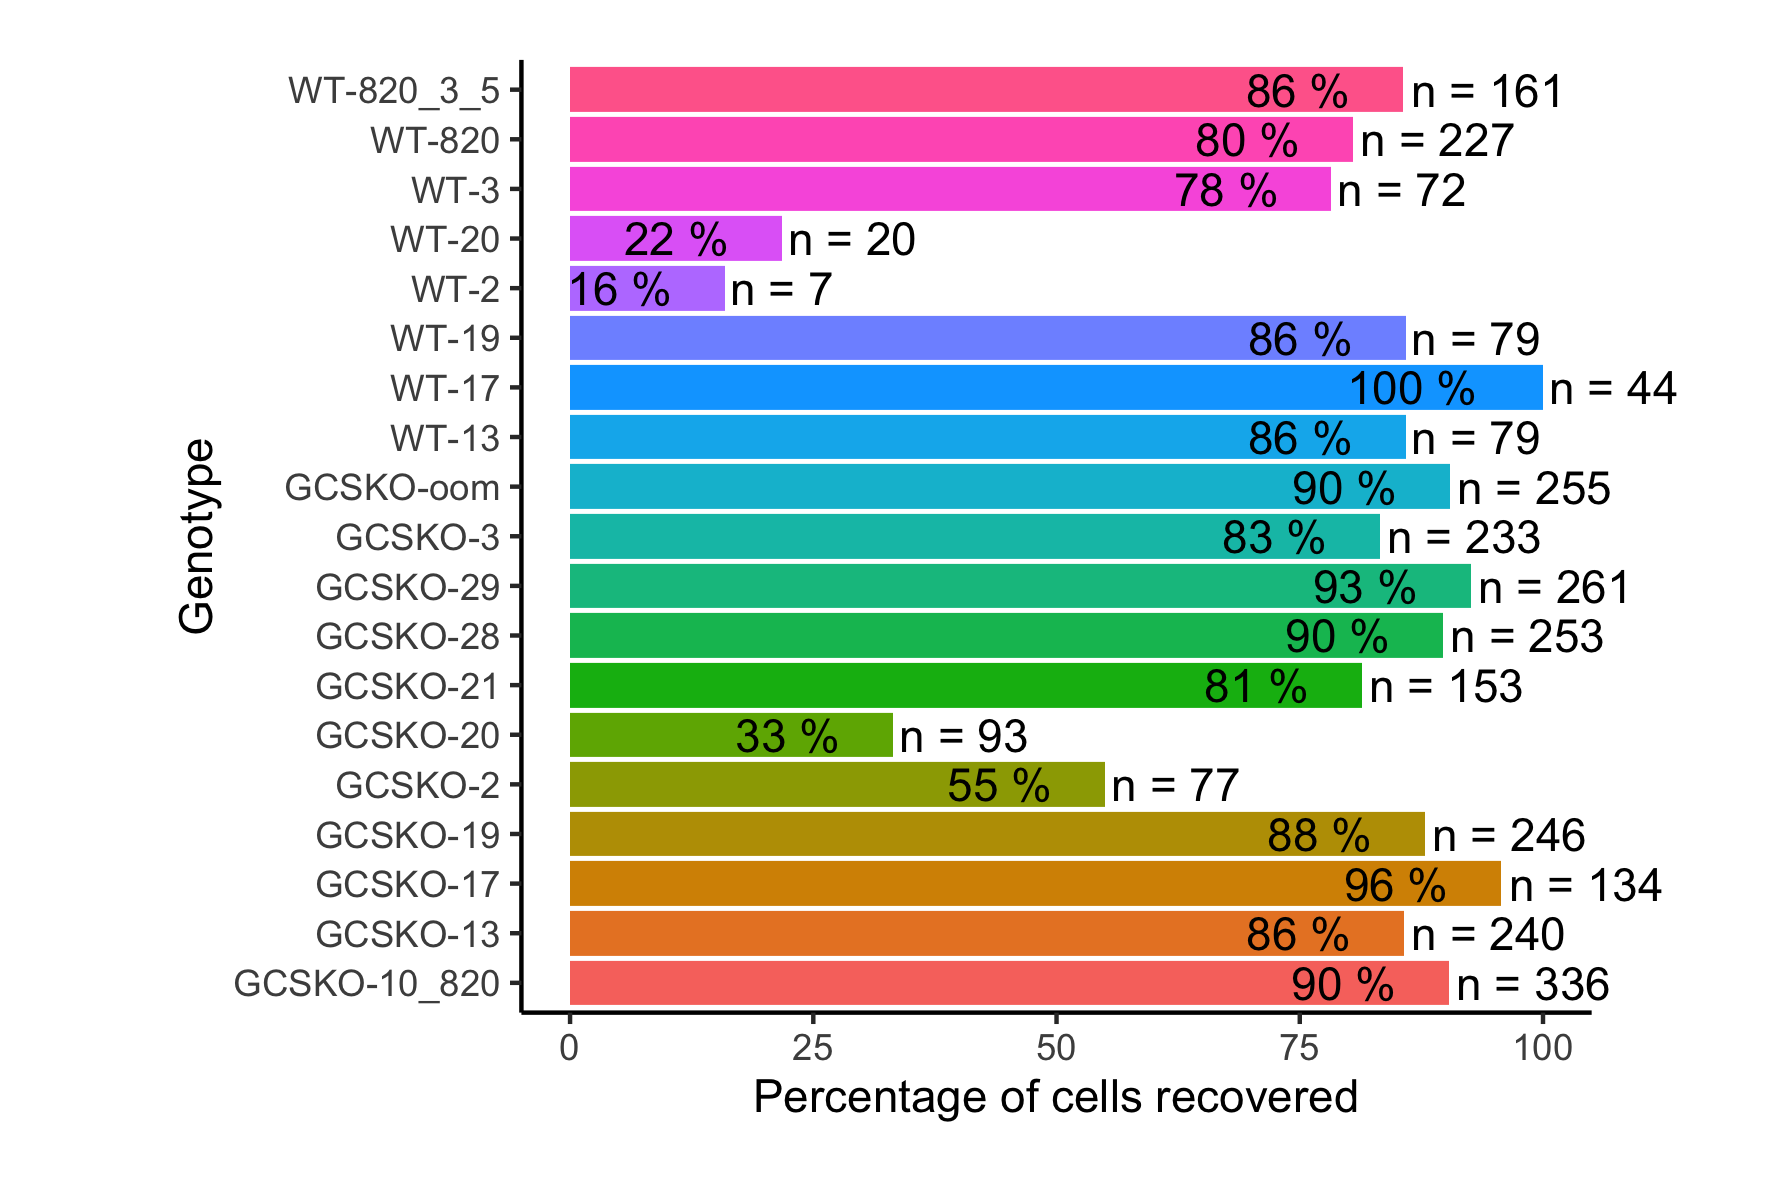 WT-820_3_5 86 % n = 161
WT-820 80 % n = 227
WT-3 78 % n = 72
WT-20 22 % n = 20
WT-2 16 % n = 7
WT-19 86 % n = 79
WT-17 100 % n = 44
WT-13 86 % n = 79
GCSKO-oom 90 % n = 255
GCSKO-3 83 % n = 233
GCSKO-29 93 % n = 261
GCSKO-28 90 % n = 253
GCSKO-21 81 % n = 153
GCSKO-20 33 % n = 93
GCSKO-2 55 % n = 77
GCSKO-19 88 % n = 246
GCSKO-17 96 % n = 134
GCSKO-13 86 % n = 240
GCSKO-10_820 90 % n = 336
Genotype
0 25 50 75 100
Percentage of cells recovered